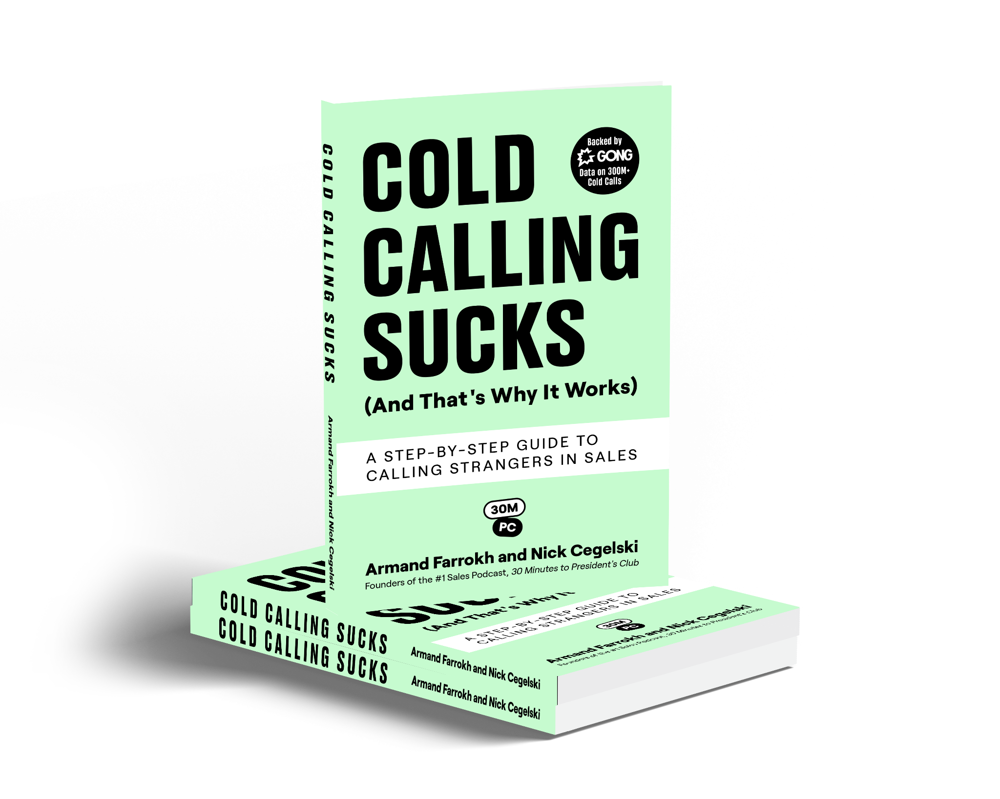 COLD
CALLING
SUCKS
(And That's Why It Works)
Backed by
GONG
Data on 300M+
Cold Calls
A STEP-BY-STEP GUIDE TO
CALLING STRANGERS IN SALES
30M
PC
Armand Farrokh and Nick Cegelski
Founders of the #1 Sales Podcast, 30 Minutes to President's Club
COLD CALLING SUCKS
Armand Farrokh and Nick Cegelski
CO
SUC
(And That's Why It
A STEP-BY-STEP GUIDE TO
CALLING STRANGERS IN SALES
30M
PC
Armand Farrokh and Nick Cegelski
Founders of the #1 Sales Podcast, 30 Minutes to President's Club
COLD CALLING SUCKS
Armand Farrokh and Nick Cegelski
COLD CALLING SUCKS
Armand Farrokh and Nick Cegelski